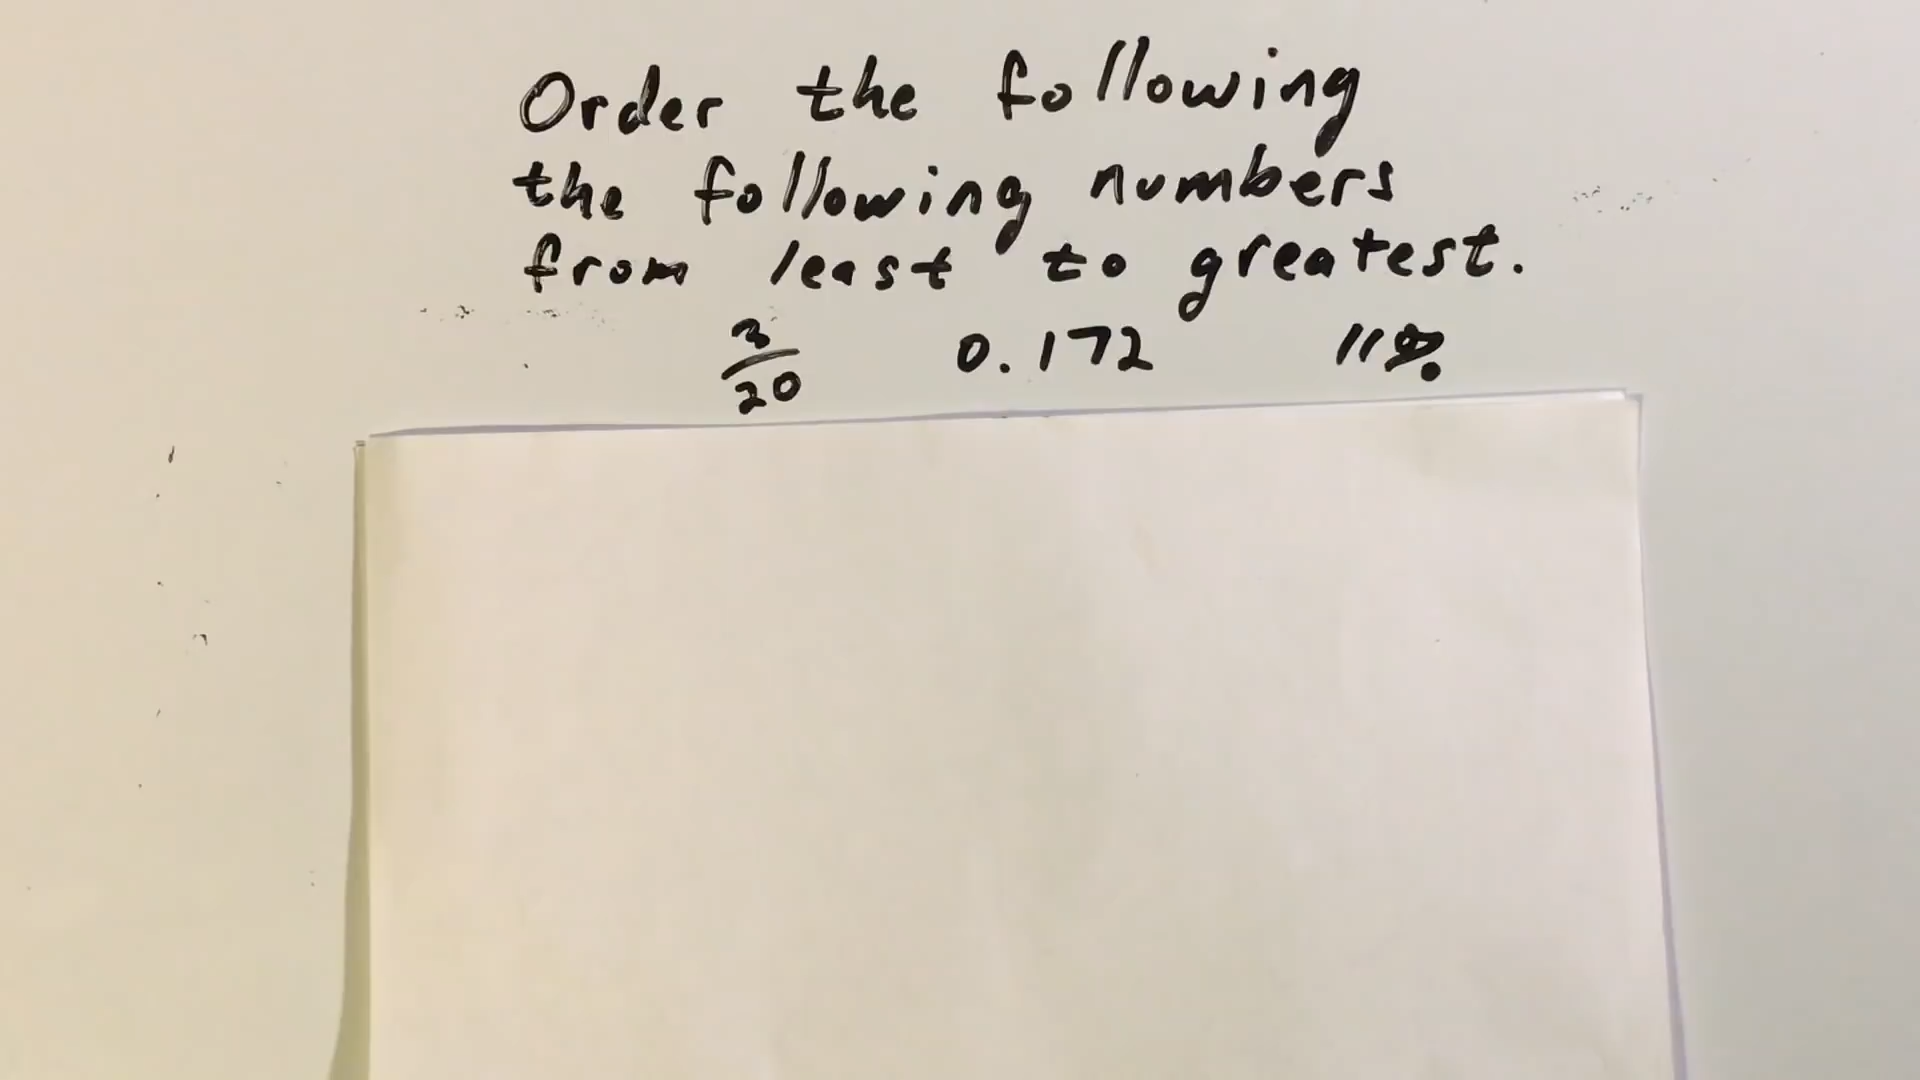 Order the following
the following numbers
from least to greatest.
3/20 0.172 11%